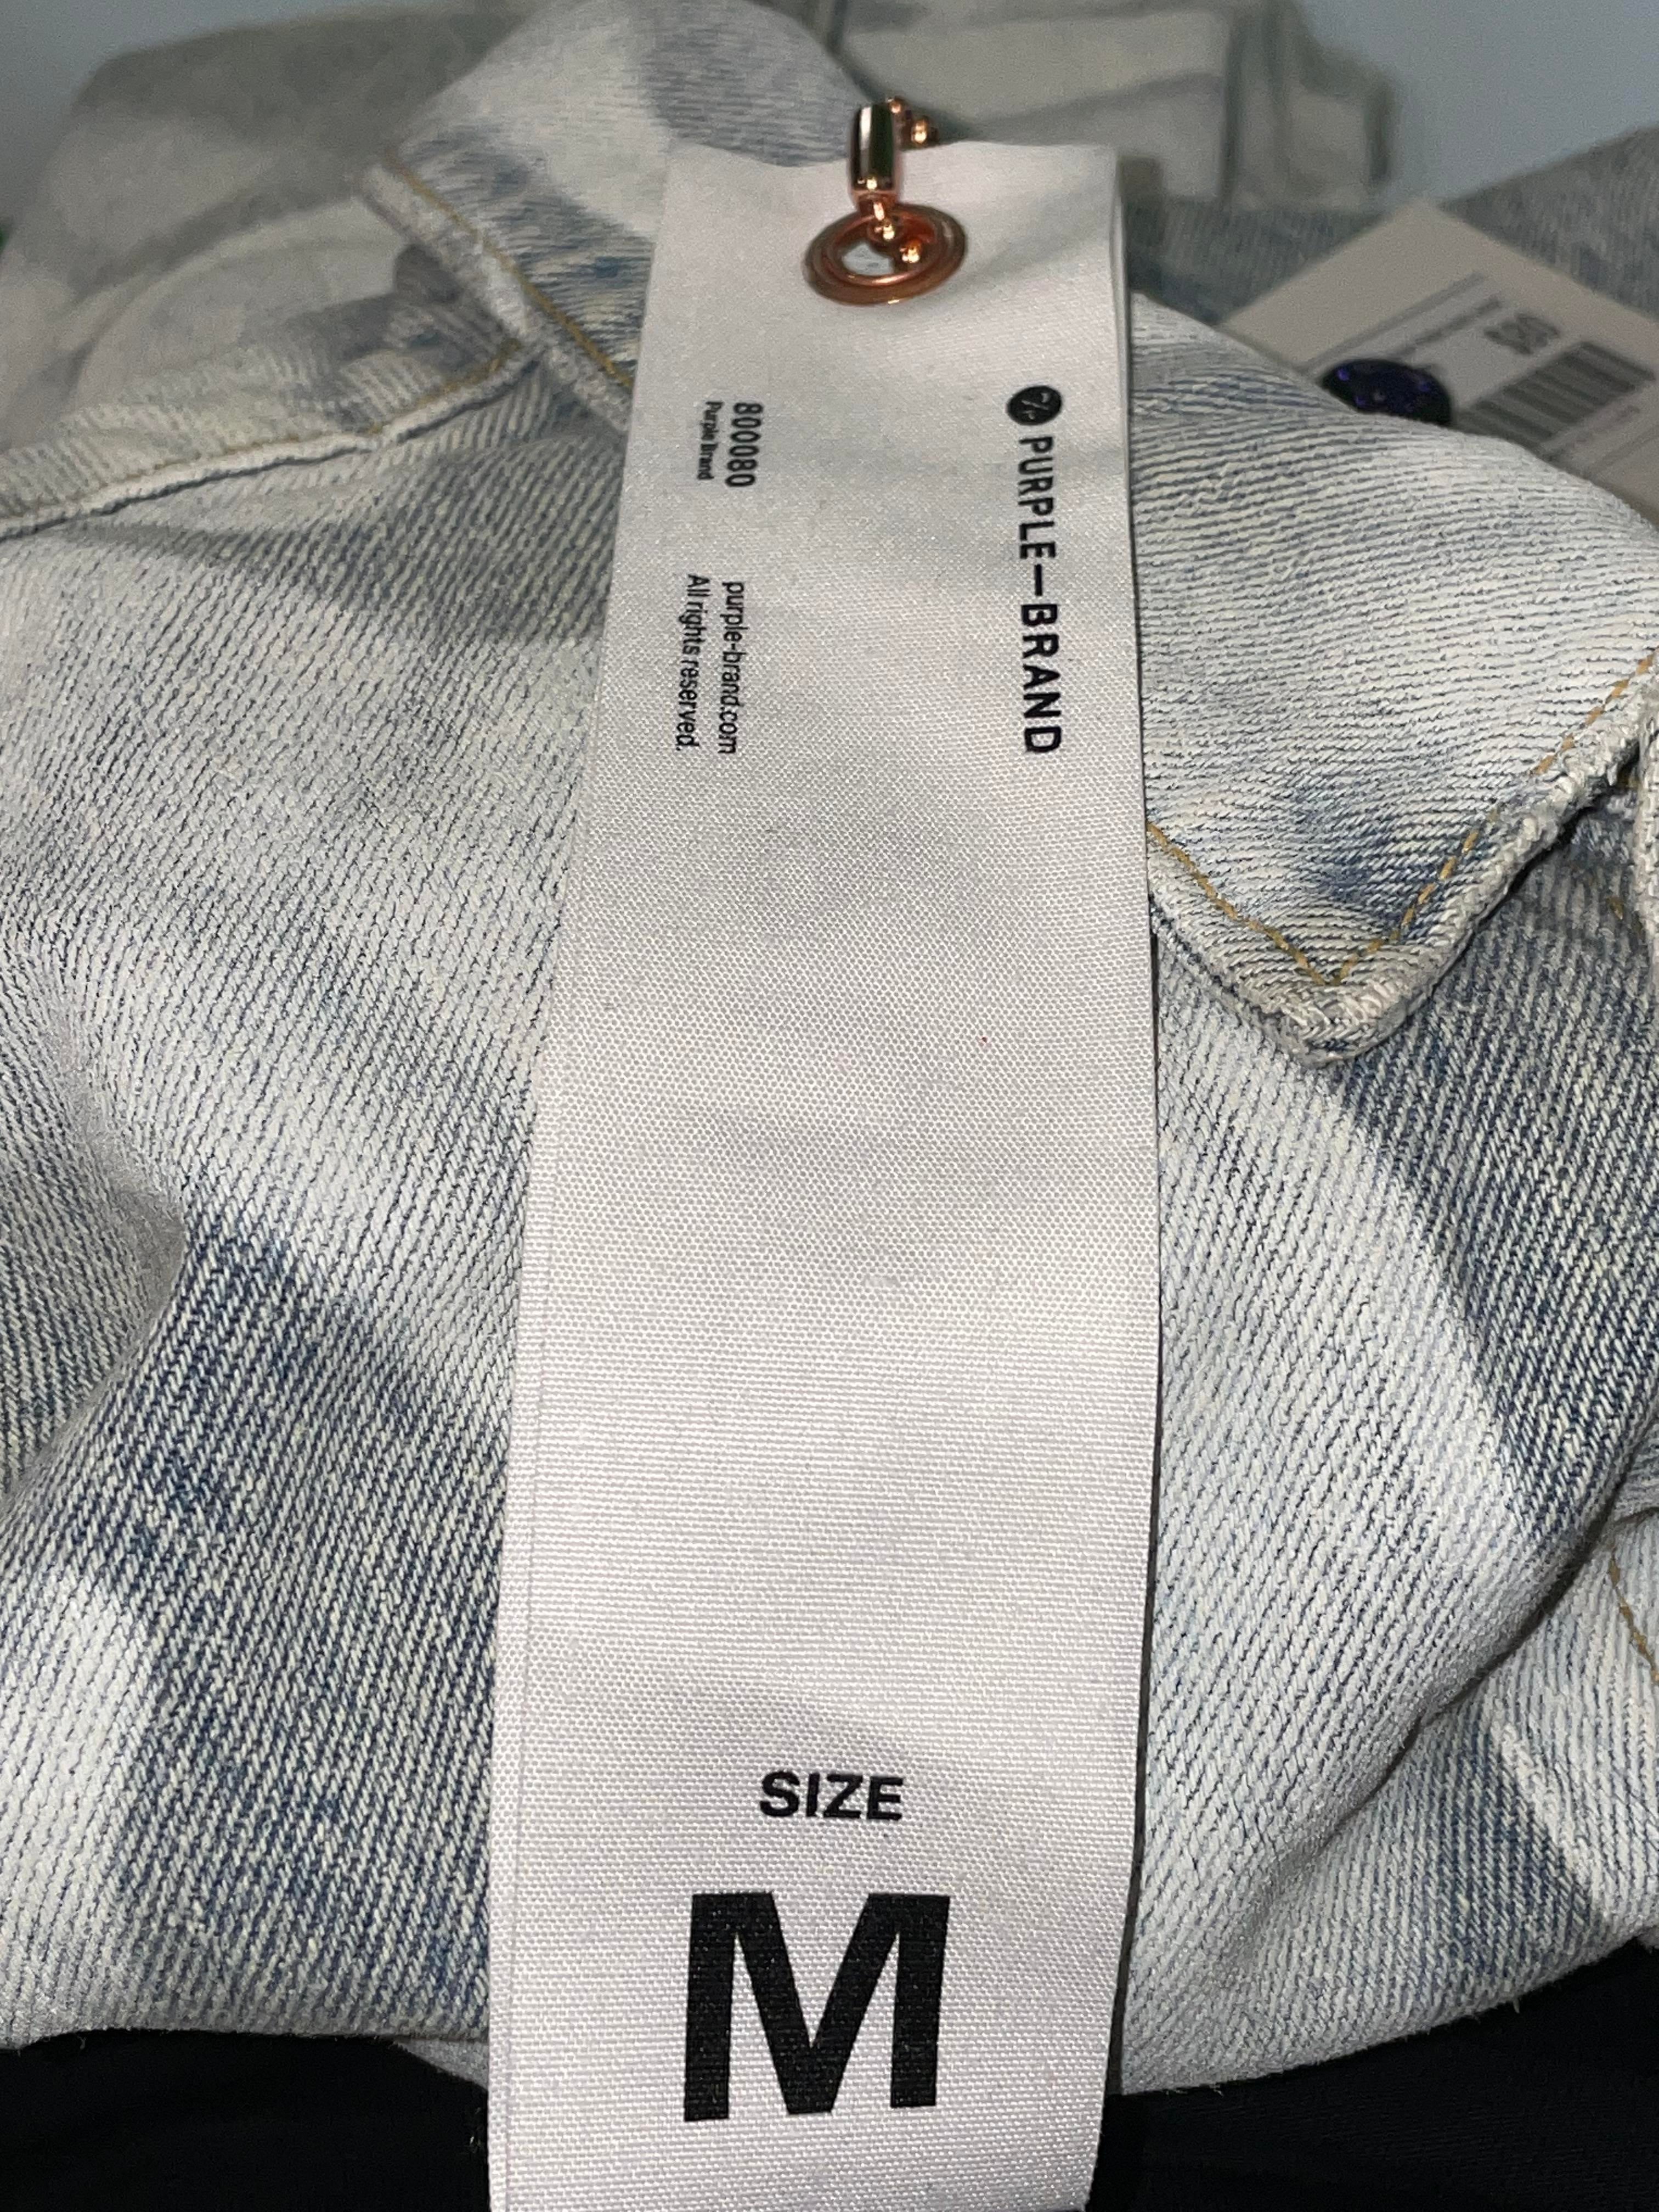 PURPLE—BRAND
800080
Purple Brand
purple-brand.com
All rights reserved.
SIZE
M